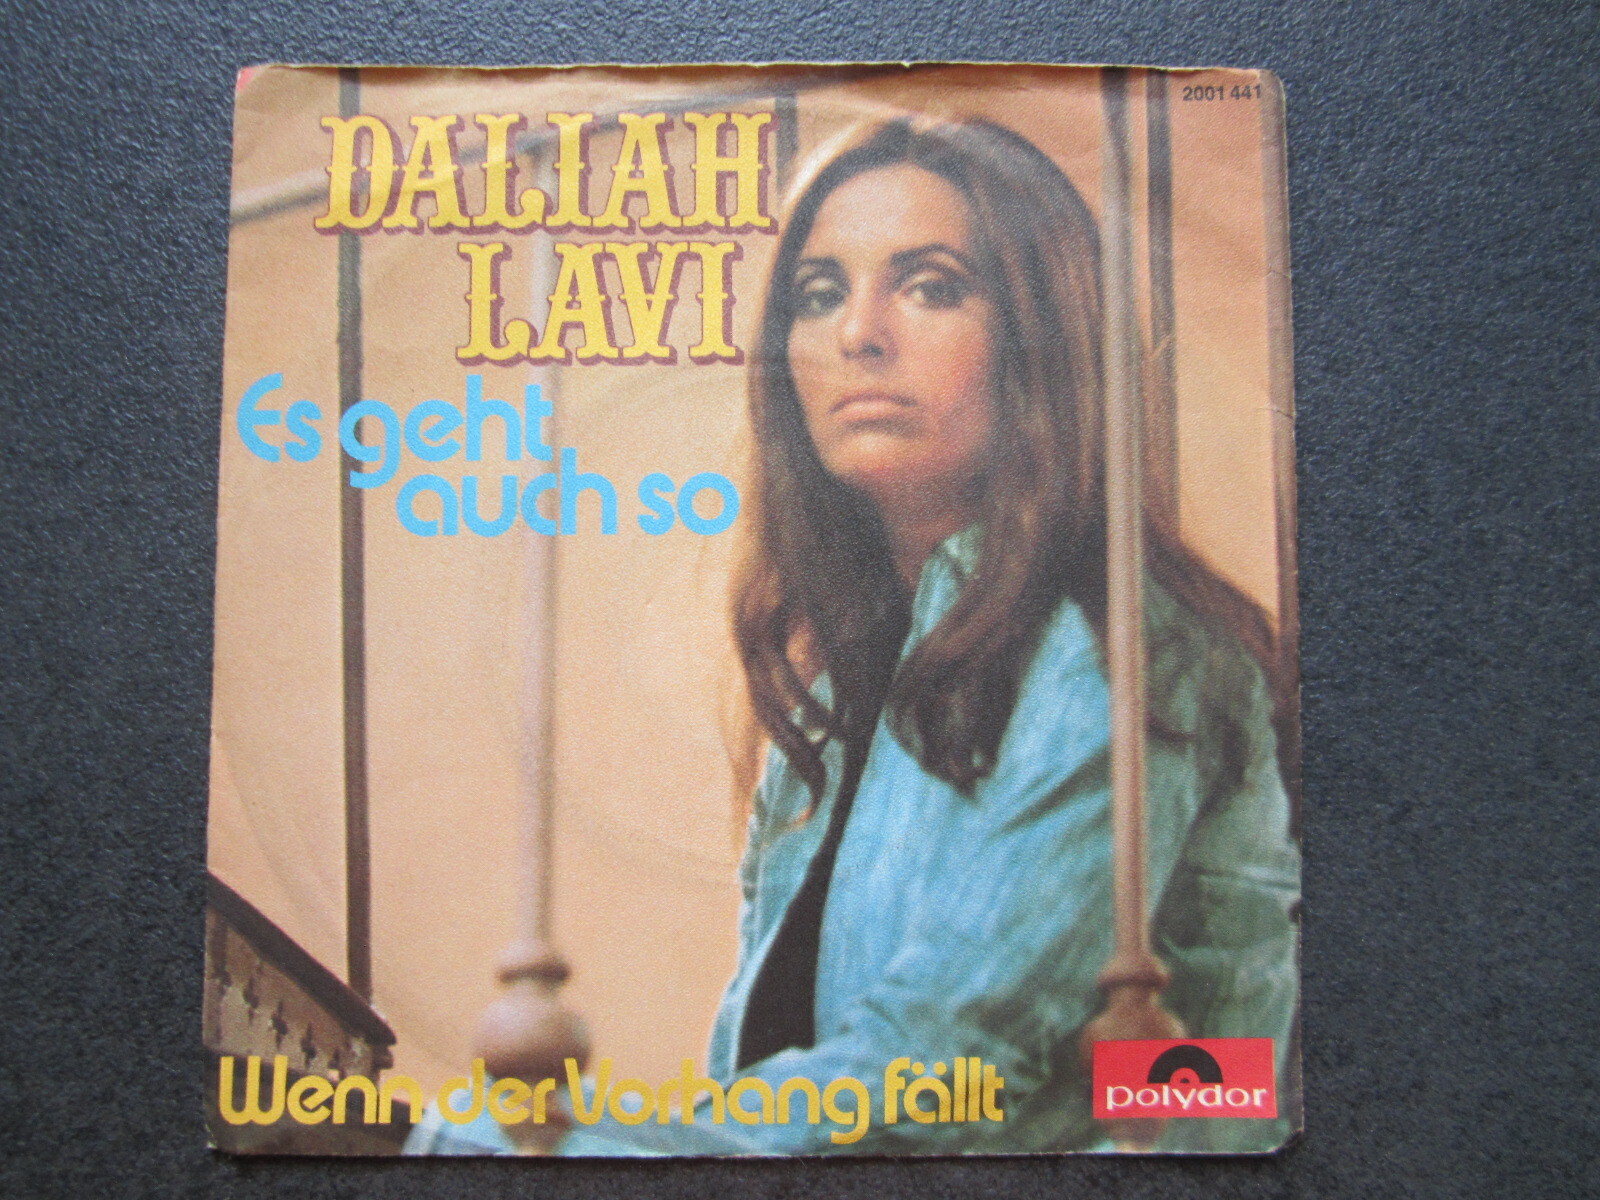 2001 441
DALIAH
LAVI
Es geht
auch so
Wenn der Vorhang fällt
polydor